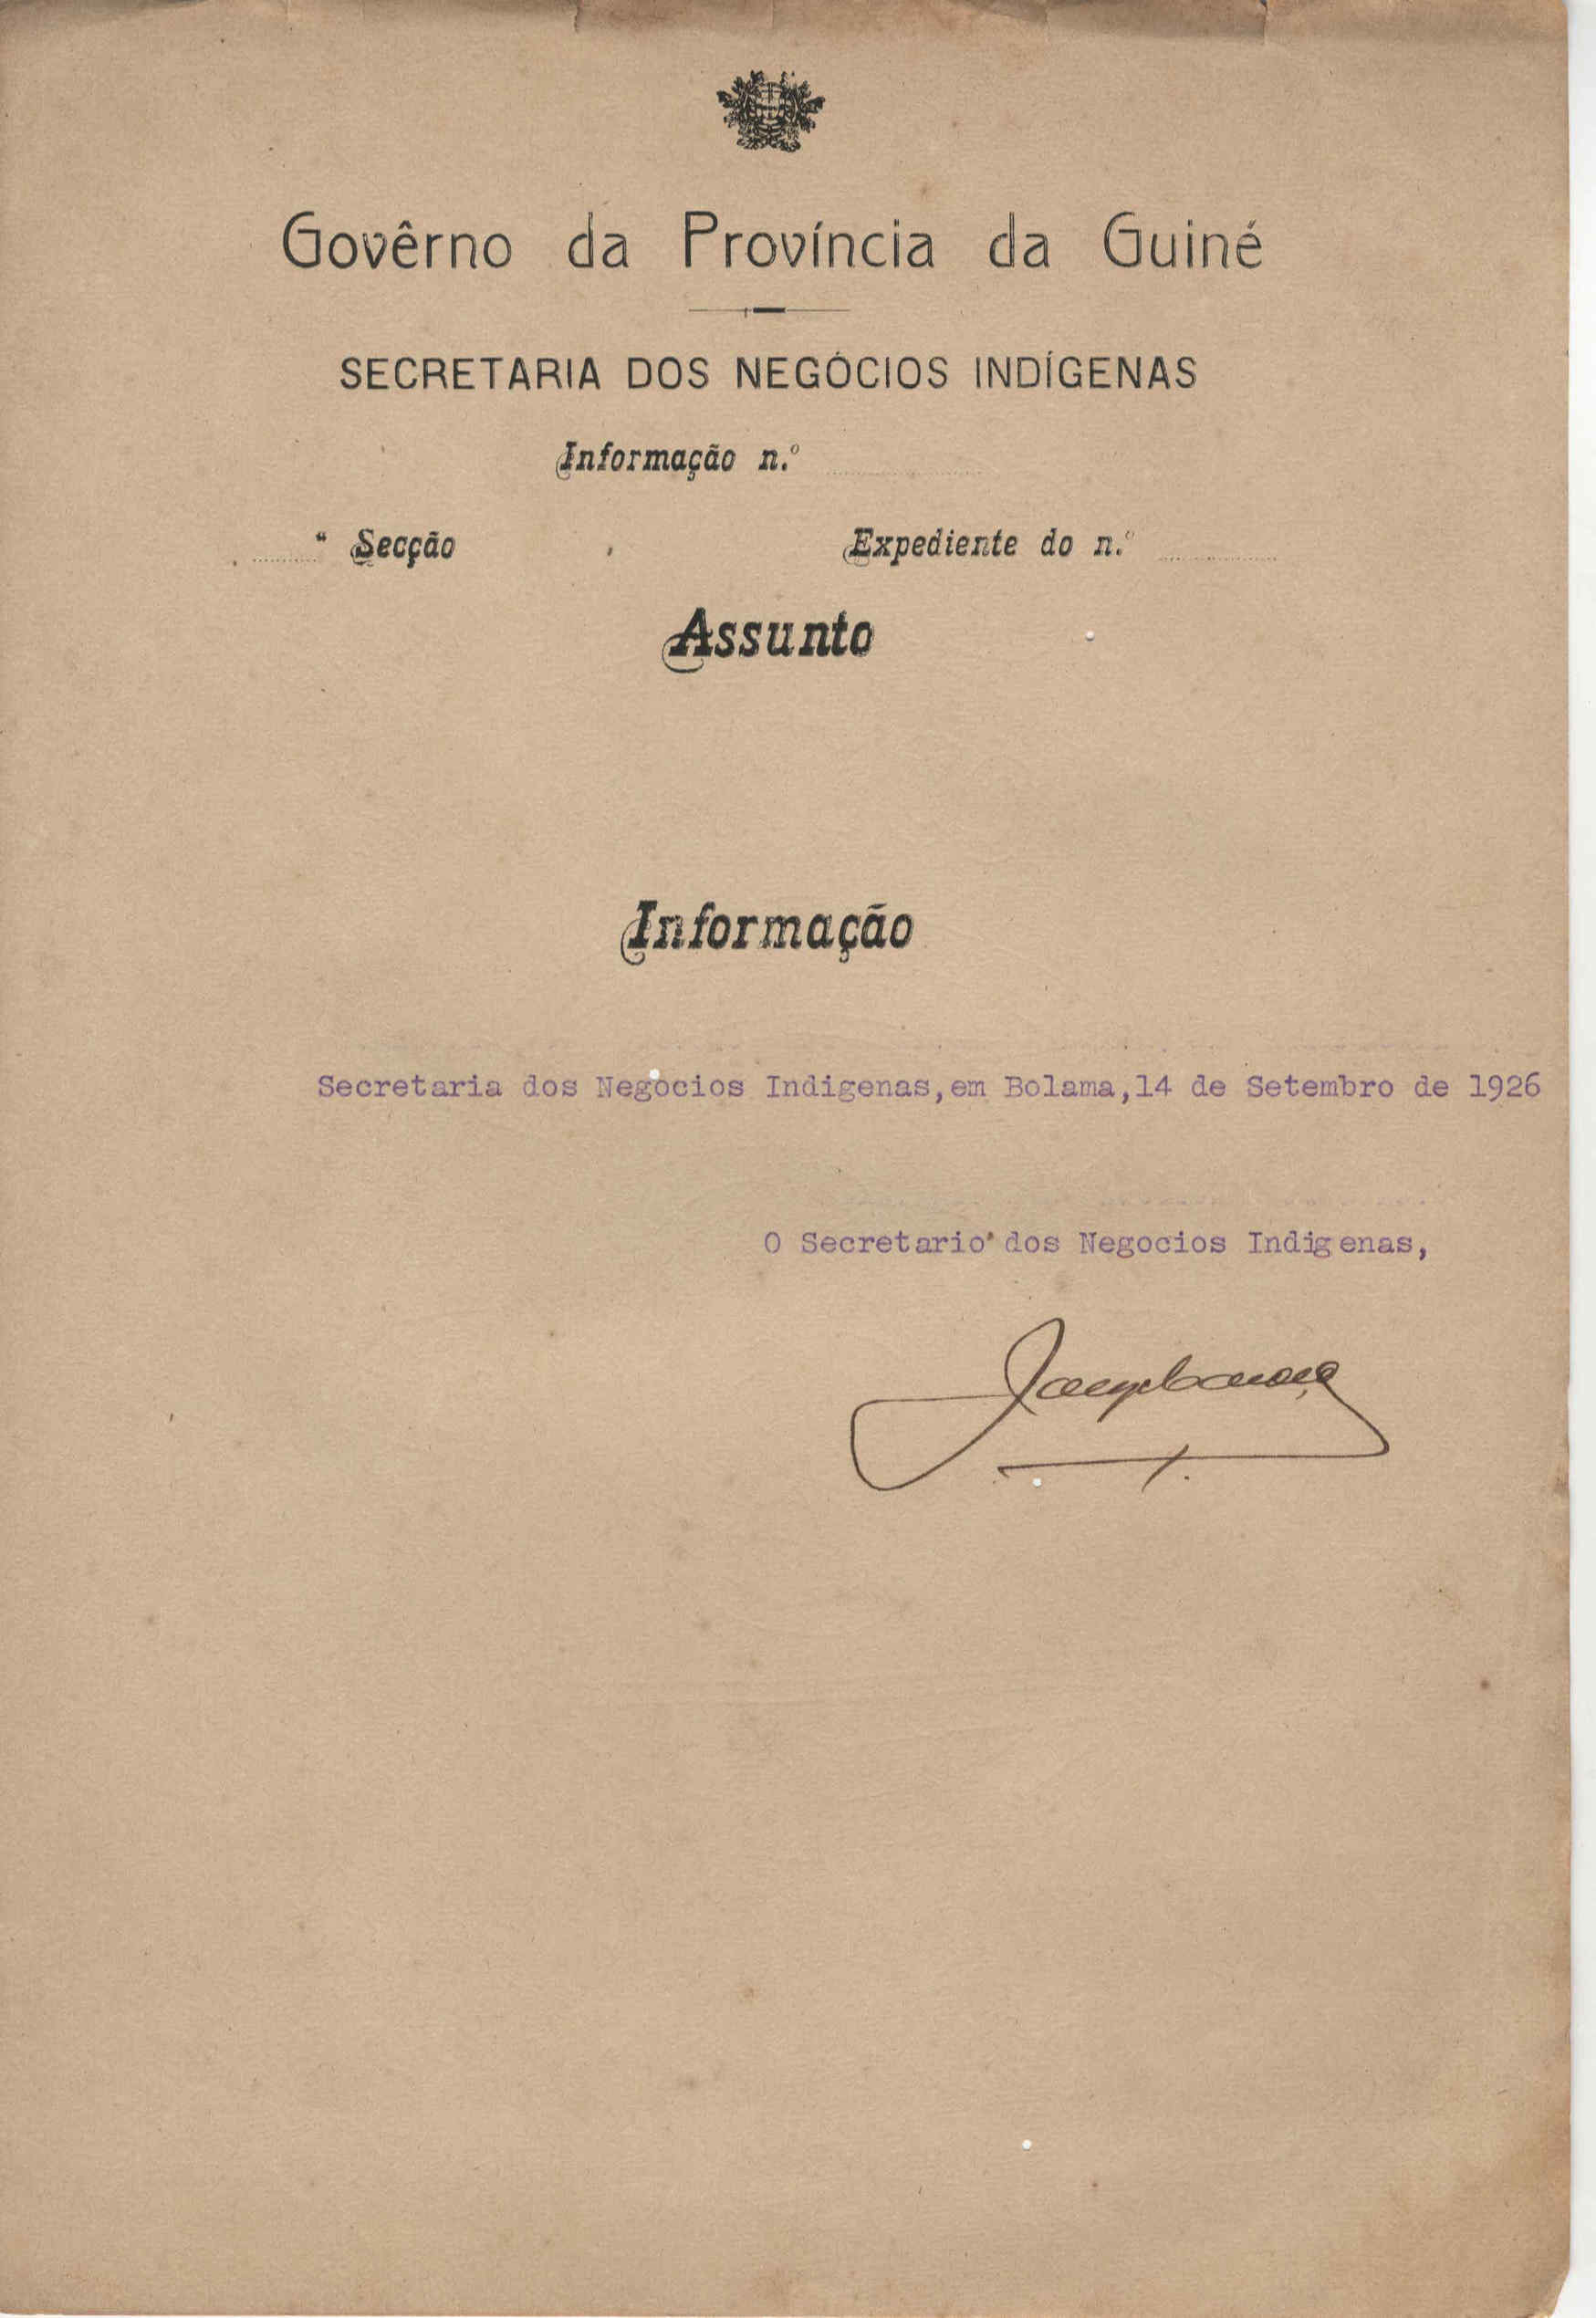 Govêrno da Província da Guiné
SECRETARIA DOS NEGÓCIOS INDÍGENAS
Informação n.º
ª Secção Expediente do n.º
Assunto
Informação
Secretaria dos Negocios Indigenas,em Bolama,14 de Setembro de 1926
O Secretario dos Negocios Indigenas,